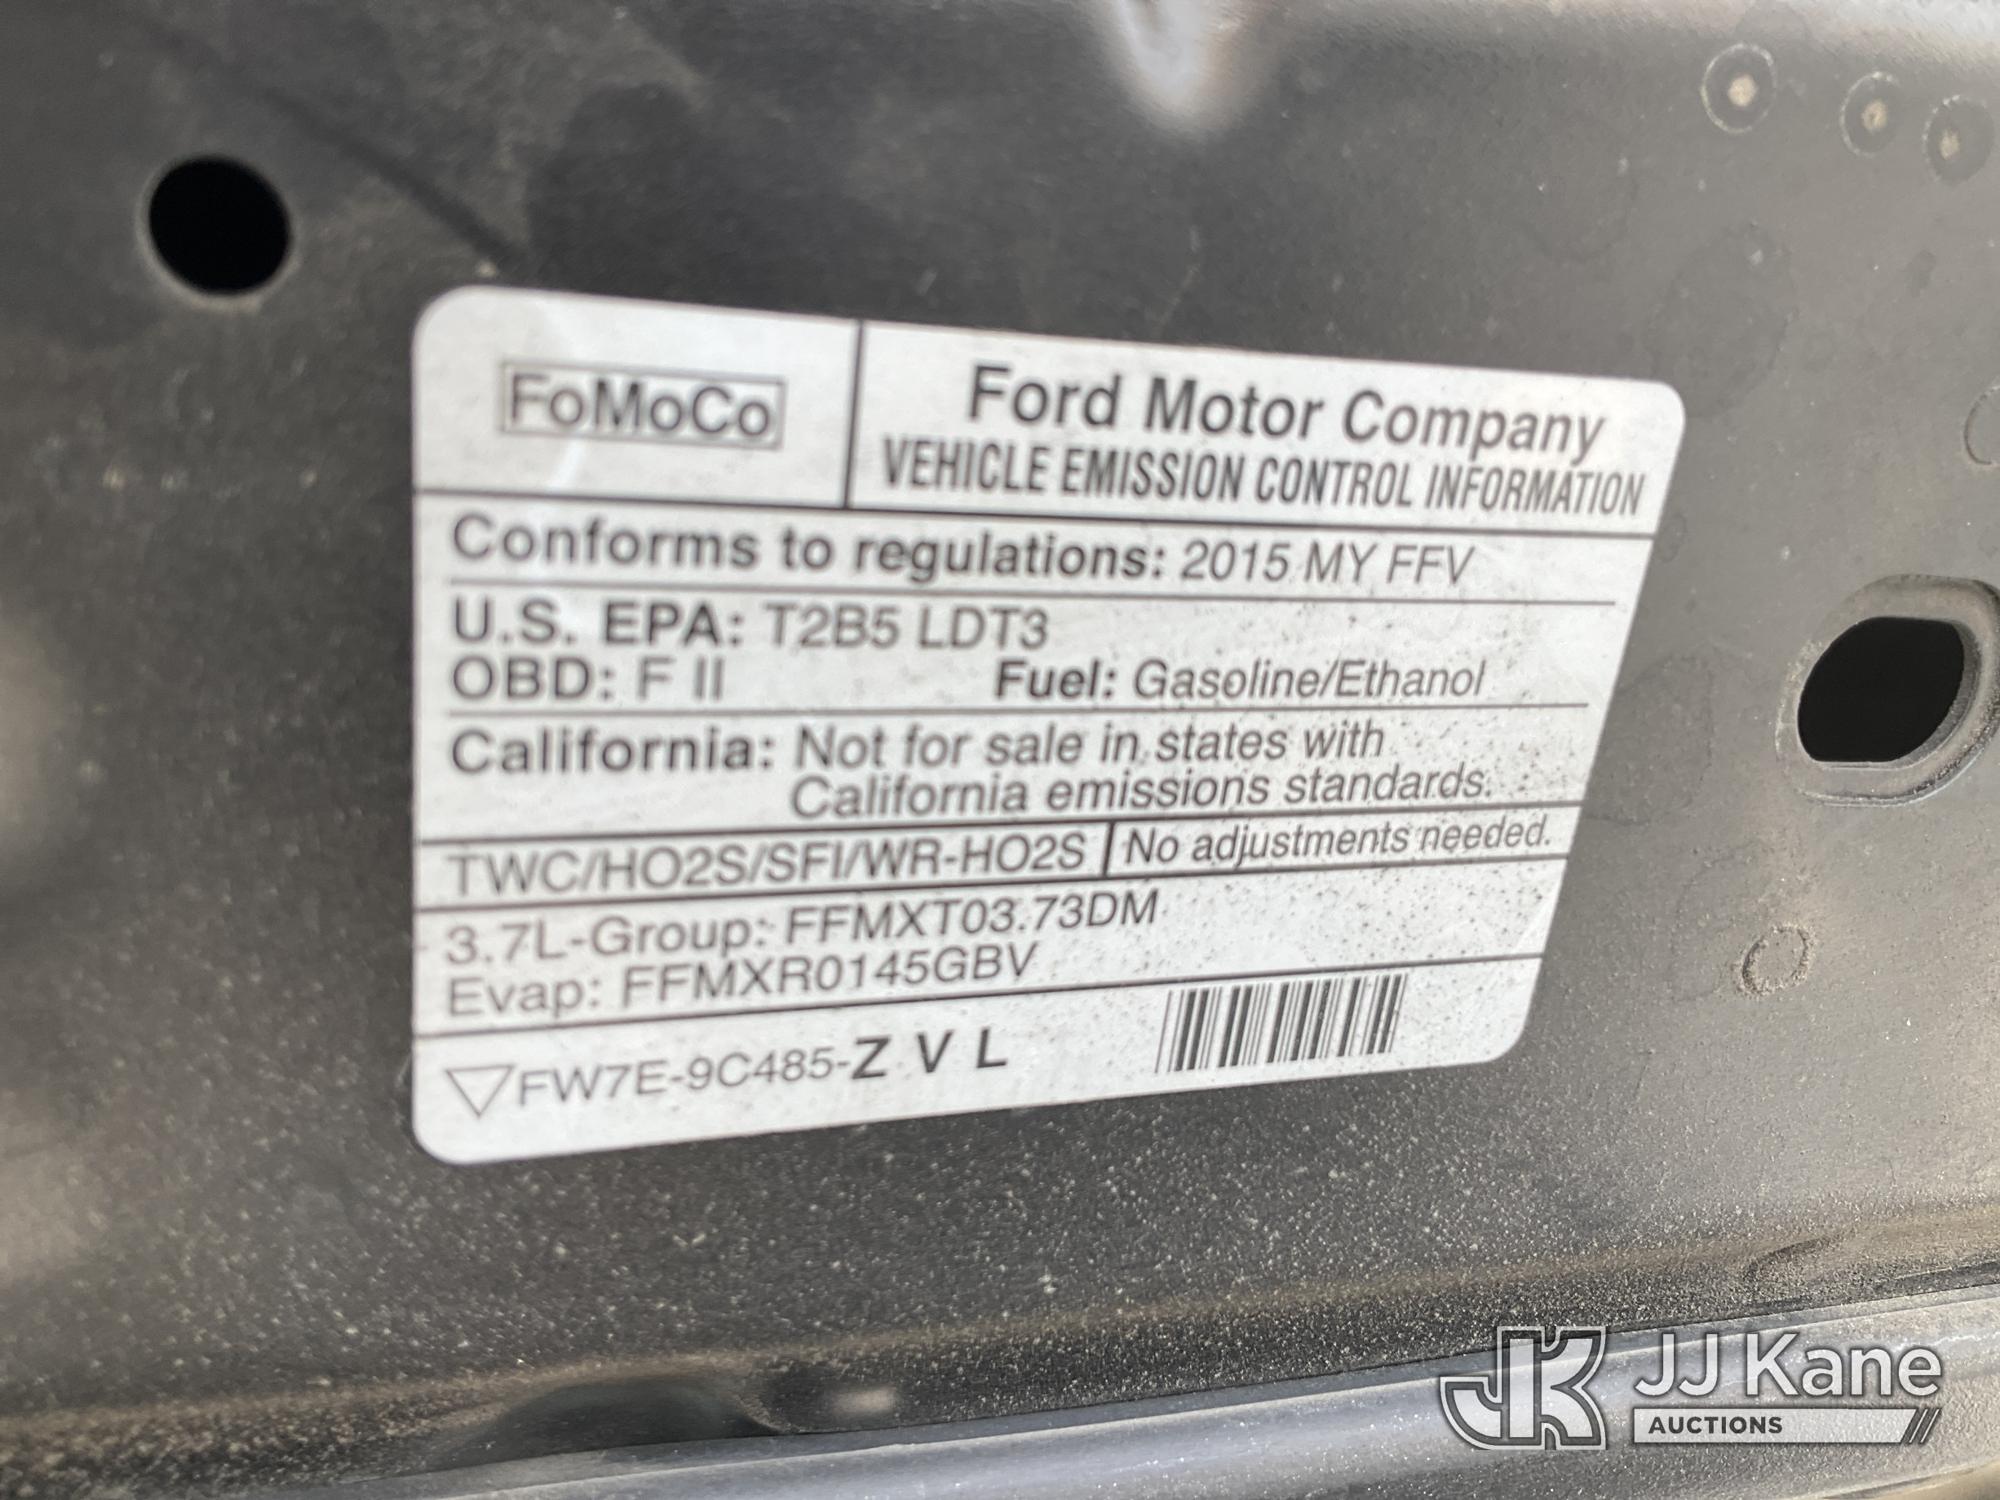 FoMoCo
Ford Motor Company
VEHICLE EMISSION CONTROL INFORMATION
Conforms to regulations: 2015 MY FFV
U.S. EPA: T2B5 LDT3
OBD: F II Fuel: Gasoline/Ethanol
California: Not for sale in states with
California emissions standards.
TWC/HO2S/SFI/WR-HO2S No adjustments needed.
3.7L-Group: FFMXT03.73DM
Evap: FFMXR0145GBV
FW7E-9C485-Z V L
JK JJ Kane
AUCTIONS